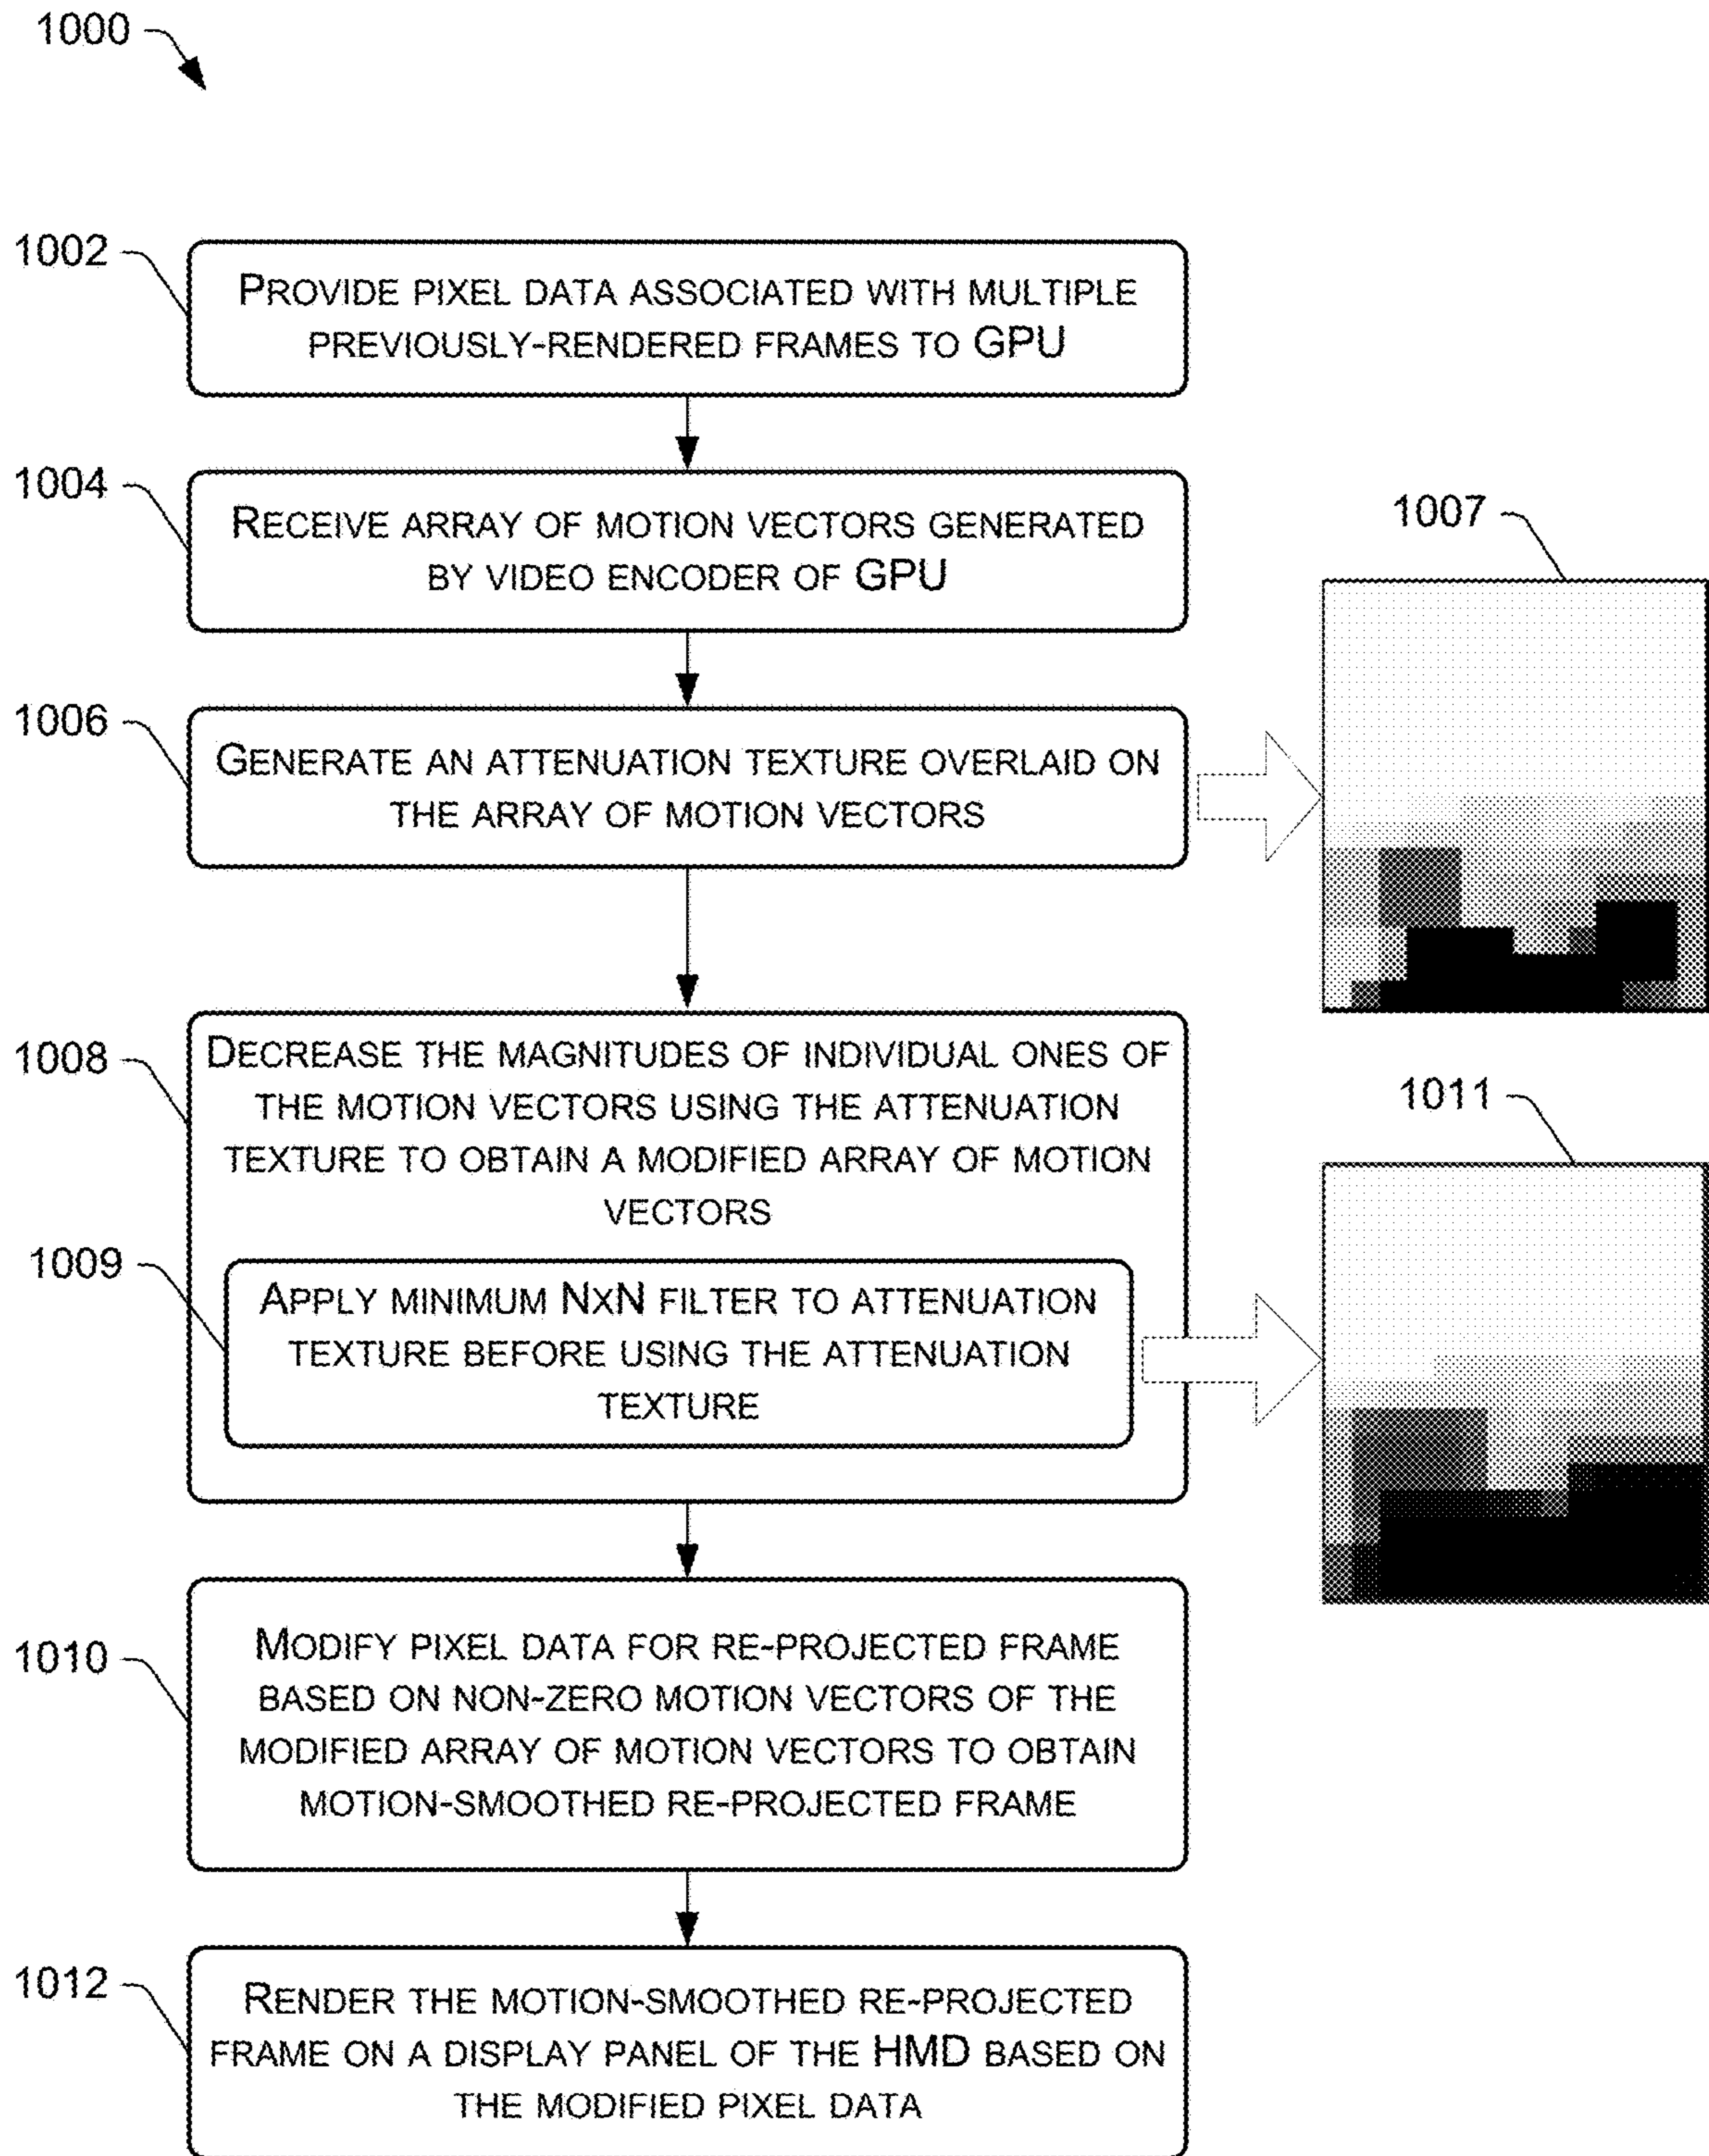 1000
1002
PROVIDE PIXEL DATA ASSOCIATED WITH MULTIPLE
PREVIOUSLY-RENDERED FRAMES TO GPU
1004
RECEIVE ARRAY OF MOTION VECTORS GENERATED
BY VIDEO ENCODER OF GPU
1007
1006
GENERATE AN ATTENUATION TEXTURE OVERLAID ON
THE ARRAY OF MOTION VECTORS
1008
DECREASE THE MAGNITUDES OF INDIVIDUAL ONES OF
THE MOTION VECTORS USING THE ATTENUATION
TEXTURE TO OBTAIN A MODIFIED ARRAY OF MOTION
VECTORS
1011
1009
APPLY MINIMUM NXN FILTER TO ATTENUATION
TEXTURE BEFORE USING THE ATTENUATION
TEXTURE
1010
MODIFY PIXEL DATA FOR RE-PROJECTED FRAME
BASED ON NON-ZERO MOTION VECTORS OF THE
MODIFIED ARRAY OF MOTION VECTORS TO OBTAIN
MOTION-SMOOTHED RE-PROJECTED FRAME
1012
RENDER THE MOTION-SMOOTHED RE-PROJECTED
FRAME ON A DISPLAY PANEL OF THE HMD BASED ON
THE MODIFIED PIXEL DATA